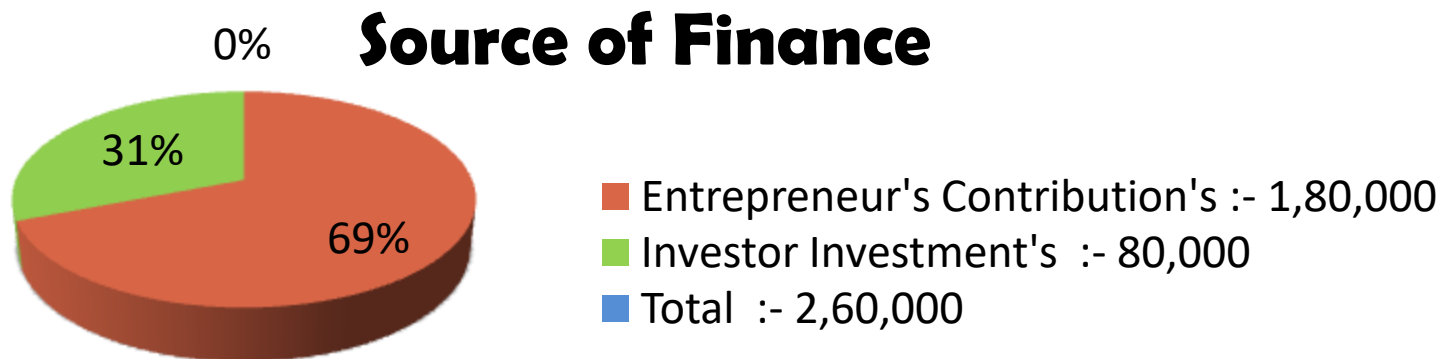 Source of Finance
0%
31%
69%
Entrepreneur's Contribution's :- 1,80,000
Investor Investment's :- 80,000
Total :- 2,60,000